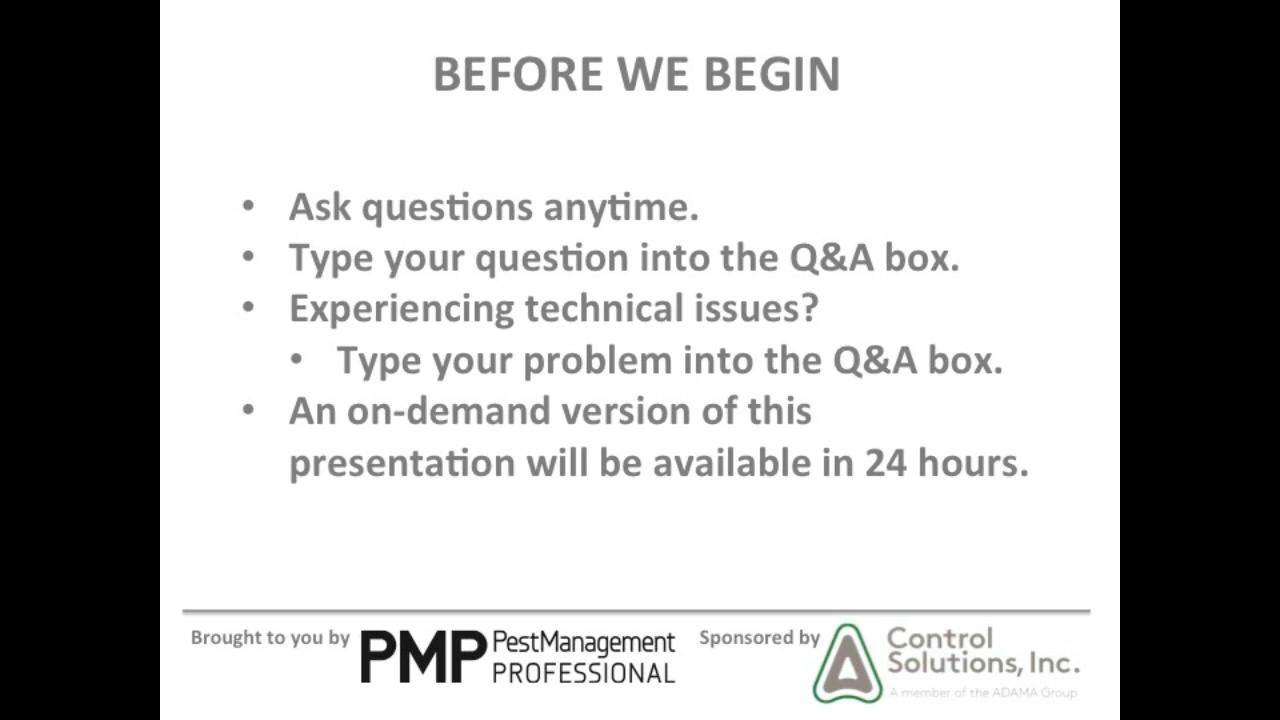 BEFORE WE BEGIN
• Ask questions anytime.
• Type your question into the Q&A box.
• Experiencing technical issues?
• Type your problem into the Q&A box.
• An on-demand version of this
presentation will be available in 24 hours.
Brought to you by PMP PestManagement PROFESSIONAL
Sponsored by Control Solutions, Inc.
A member of the ADAMA Group